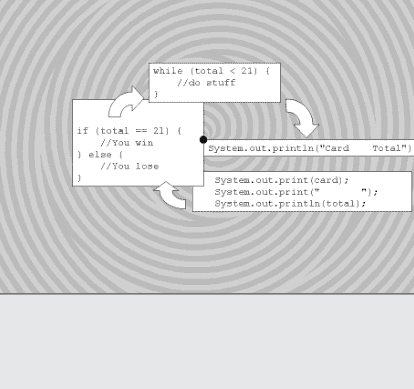 while (total < 21) {
//do stuff
}
if (total == 21) {
//You win
) else (
//You lose
)
System.out.println("Card    Total")
System.out.print(card);
System.out.print("       ");
System.out.println(total);